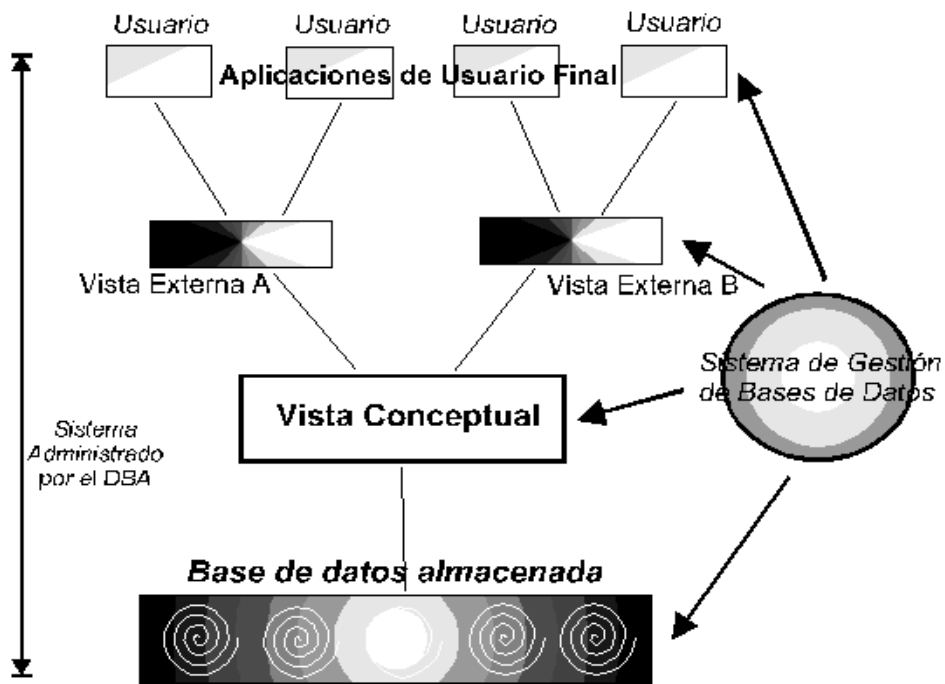 Usuario
Usuario
Usuario
Usuario
Aplicaciones de Usuario Final
Vista Externa A
Vista Externa B
Sistema de Gestión
de Bases de Datos
Vista Conceptual
Sistema
Administrado
por el DBA
Base de datos almacenada